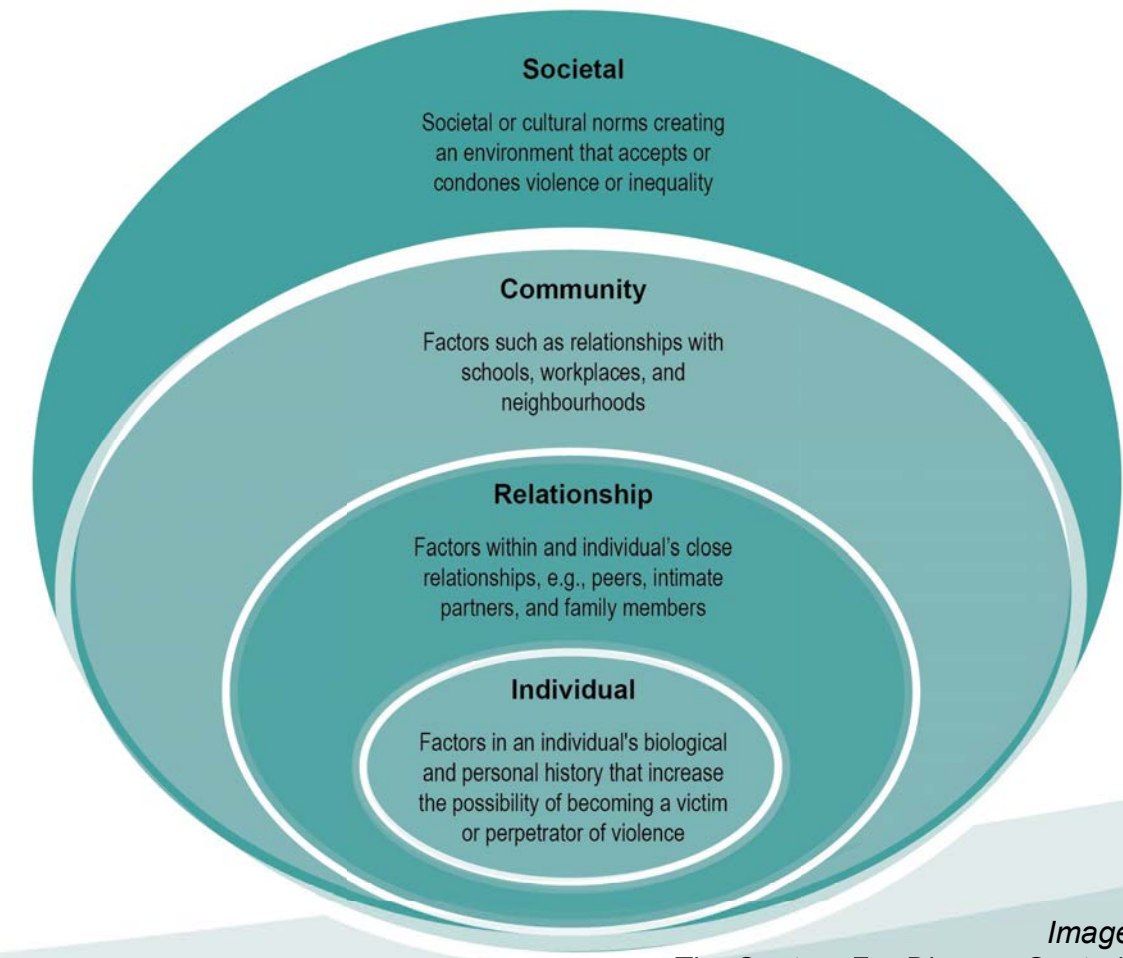 Societal
Societal or cultural norms creating
an environment that accepts or
condones violence or inequality
Community
Factors such as relationships with
schools, workplaces, and
neighbourhoods
Relationship
Factors within and individual's close
relationships, e.g., peers, intimate
partners, and family members
Individual
Factors in an individual's biological
and personal history that increase
the possibility of becoming a victim
or perpetrator of violence
Image